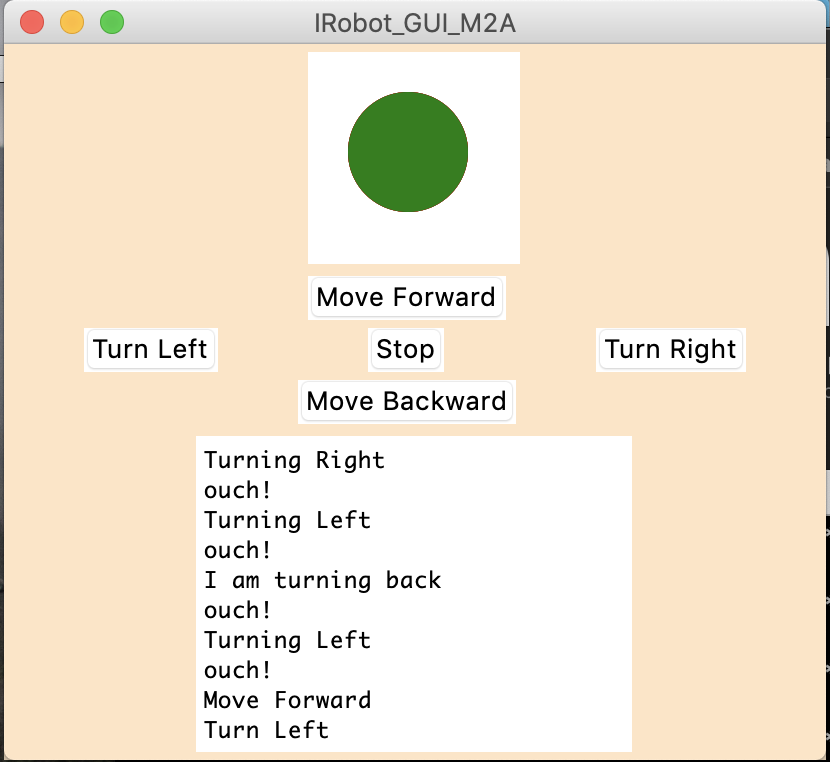 IRobot_GUI_M2A
Move Forward
Turn Left Stop Turn Right
Move Backward
Turning Right
ouch!
Turning Left
ouch!
I am turning back
ouch!
Turning Left
ouch!
Move Forward
Turn Left